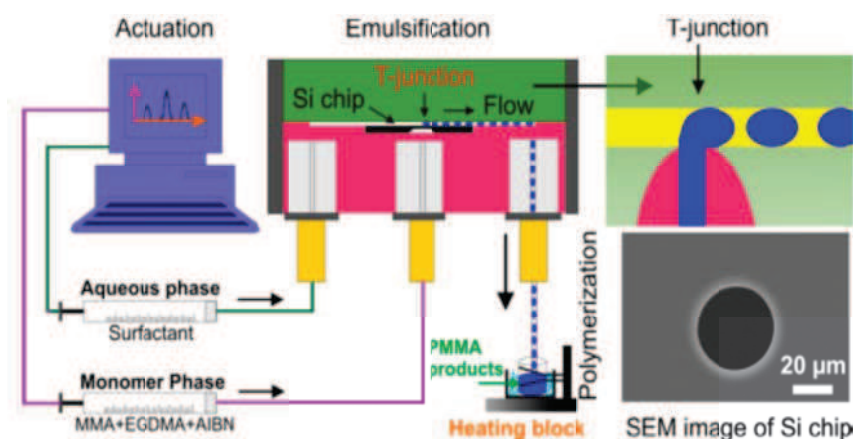 Actuation
Emulsification
T-junction
T-junction
Si chip
Flow
Aqueous phase
Surfactant
Monomer Phase
MMA+EGDMA+AIBN
PMMA
products
Polymerization
Heating block
20 µm
SEM image of Si chip